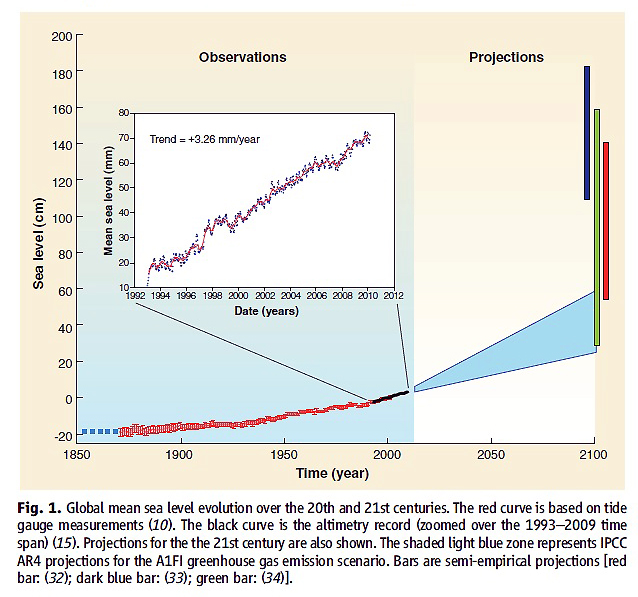 Observations
Projections
Sea level (cm)
200
180
160
140
120
100
80
60
40
20
0
-20
Trend = +3.26 mm/year
Mean sea level (mm)
80
70
60
50
40
30
20
10
1992 1994 1996 1998 2000 2002 2004 2006 2008 2010 2012
Date (years)
1850 1900 1950 2000 2050 2100
Time (year)
Fig. 1. Global mean sea level evolution over the 20th and 21st centuries. The red curve is based on tide
gauge measurements (10). The black curve is the altimetry record (zoomed over the 1993–2009 time
span) (15). Projections for the the 21st century are also shown. The shaded light blue zone represents IPCC
AR4 projections for the A1FI greenhouse gas emission scenario. Bars are semi-empirical projections [red
bar: (32); dark blue bar: (33); green bar: (34)].